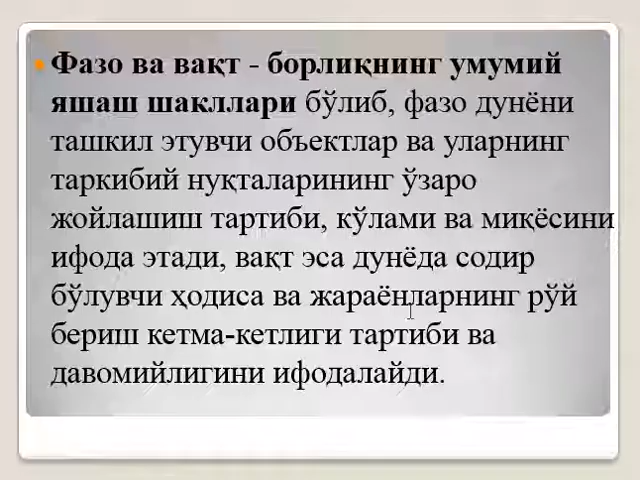 Фазо ва вақт - борлиқнинг умумий
яшаш шакллари бўлиб, фазо дунёни
ташкил этувчи объектлар ва уларнинг
таркибий нуқталарининг ўзаро
жойлашиш тартиби, кўлами ва миқёсини
ифода этади, вақт эса дунёда содир
бўлувчи ҳодиса ва жараёнларнинг рўй
бериш кетма-кетлиги тартиби ва
давомийлигини ифодалайди.